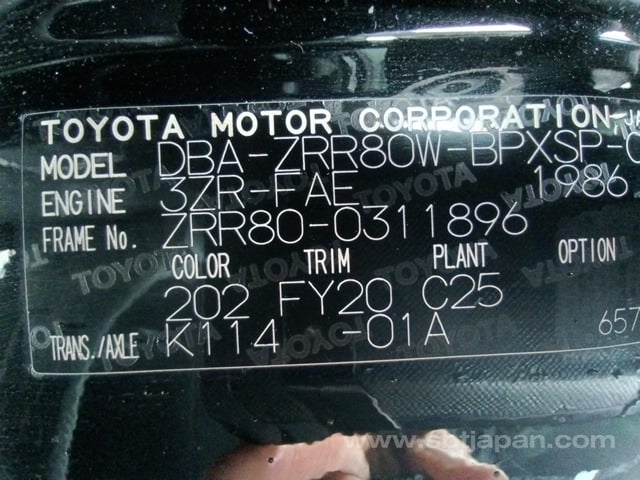 TOYOTA MOTOR CORPORATION-JA
MODEL DBA-ZRR80W-BPXSP-
ENGINE 3ZR-FAE 1986
FRAME No. ZRR80-0311896
COLOR TRIM PLANT OPTION
202 FY20 C25
TRANS./AXLE K114 -01A 657
www.sbtjapan.com